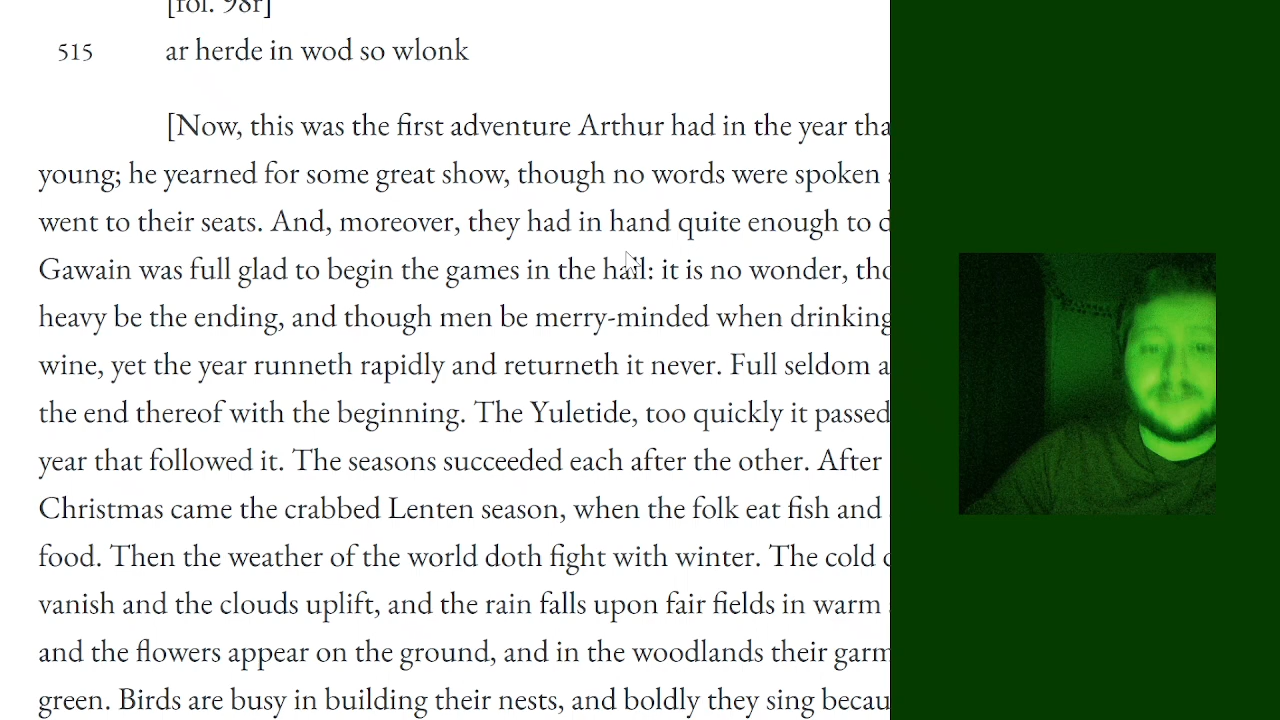 [fol. 98r]
515 ar herde in wod so wlonk
[Now, this was the first adventure Arthur had in the year tha
young; he yearned for some great show, though no words were spoken
went to their seats. And, moreover, they had in hand quite enough to d
Gawain was full glad to begin the games in the hall: it is no wonder, tho
heavy be the ending, and though men be merry-minded when drinking
wine, yet the year runneth rapidly and returneth it never. Full seldom a
the end thereof with the beginning. The Yuletide, too quickly it passed
year that followed it. The seasons succeeded each after the other. After
Christmas came the crabbed Lenten season, when the folk eat fish and
food. Then the weather of the world doth fight with winter. The cold
vanish and the clouds uplift, and the rain falls upon fair fields in warm
and the flowers appear on the ground, and in the woodlands their garm
green. Birds are busy in building their nests, and boldly they sing becau